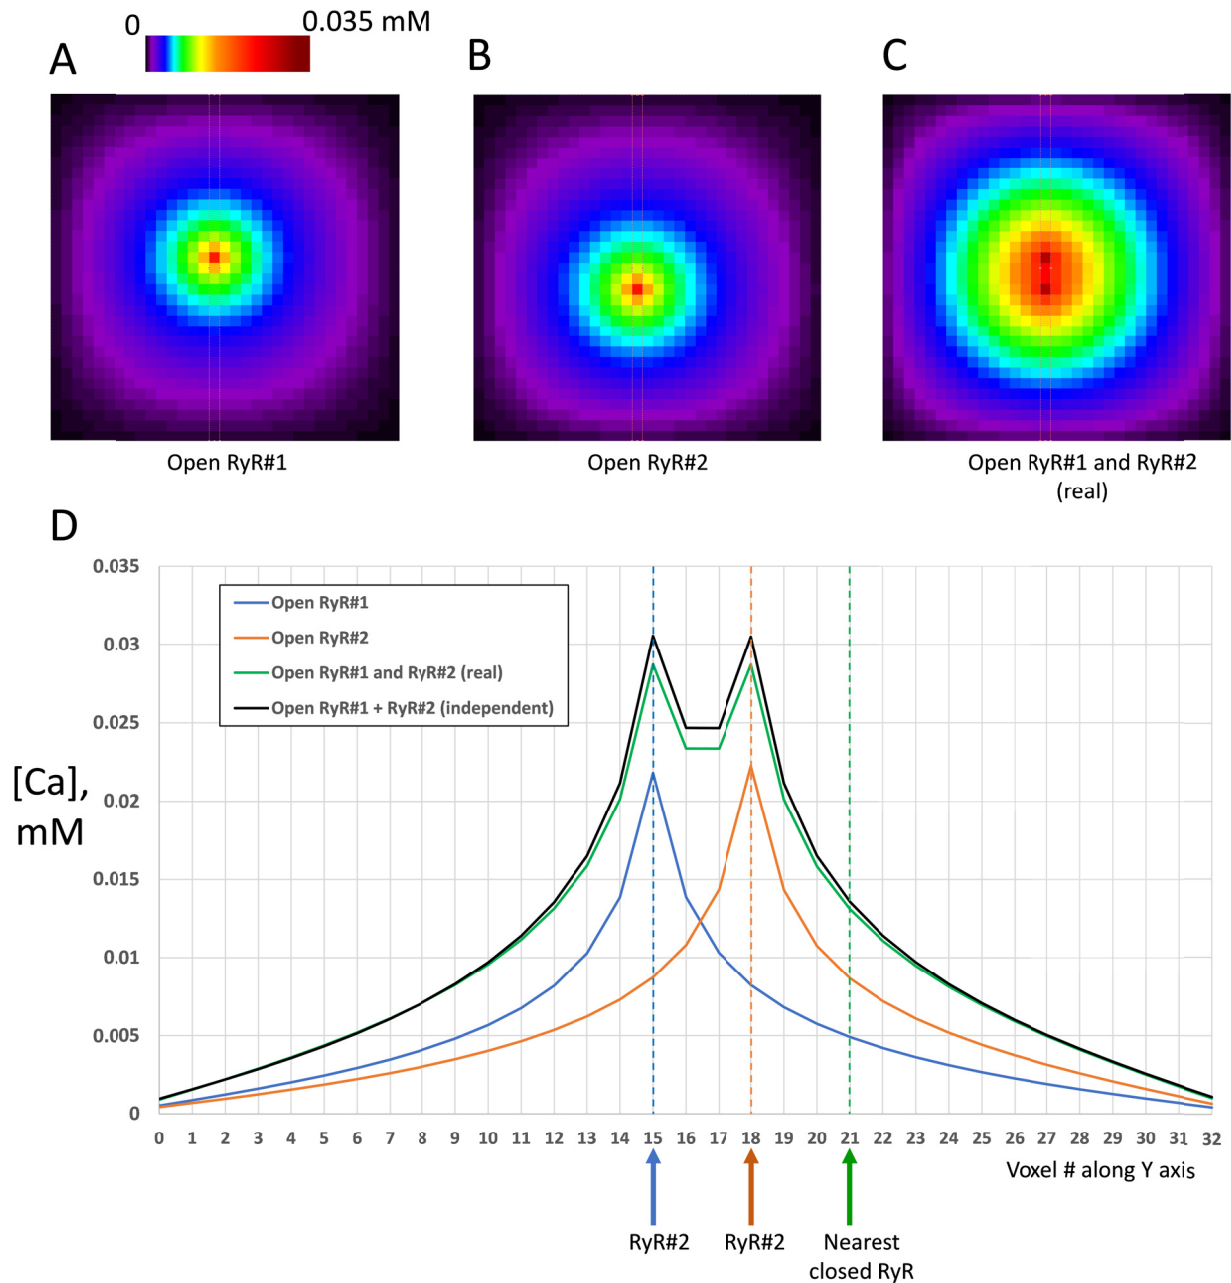 0
0.035 mM
A
B
C
Open RyR#1
Open RyR#2
Open RyR#1 and RyR#2
(real)
D
0.035
0.03
0.025
0.02
0.015
0.01
0.005
0
[Ca],
mM
Open RyR#1
Open RyR#2
Open RyR#1 and RyR#2 (real)
Open RyR#1 + RyR#2 (independent)
0 1 2 3 4 5 6 7 8 9 10 11 12 13 14 15 16 17 18 19 20 21 22 23 24 25 26 27 28 29 30 31 32
Voxel # along Y axis
RyR#2
RyR#2
Nearest
closed RyR